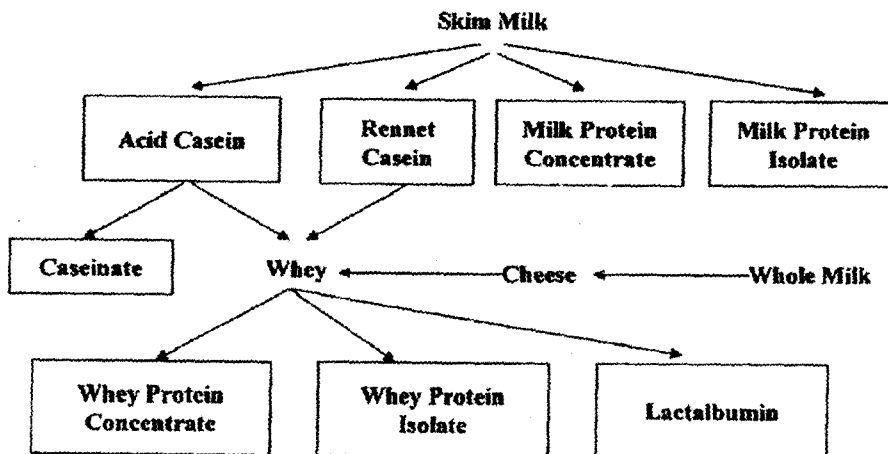 Skim Milk
Acid Casein
Rennet
Casein
Milk Protein
Concentrate
Milk Protein
Isolate
Caseinate
Whey
Cheese
Whole Milk
Whey Protein
Concentrate
Whey Protein
Isolate
Lactalbumin